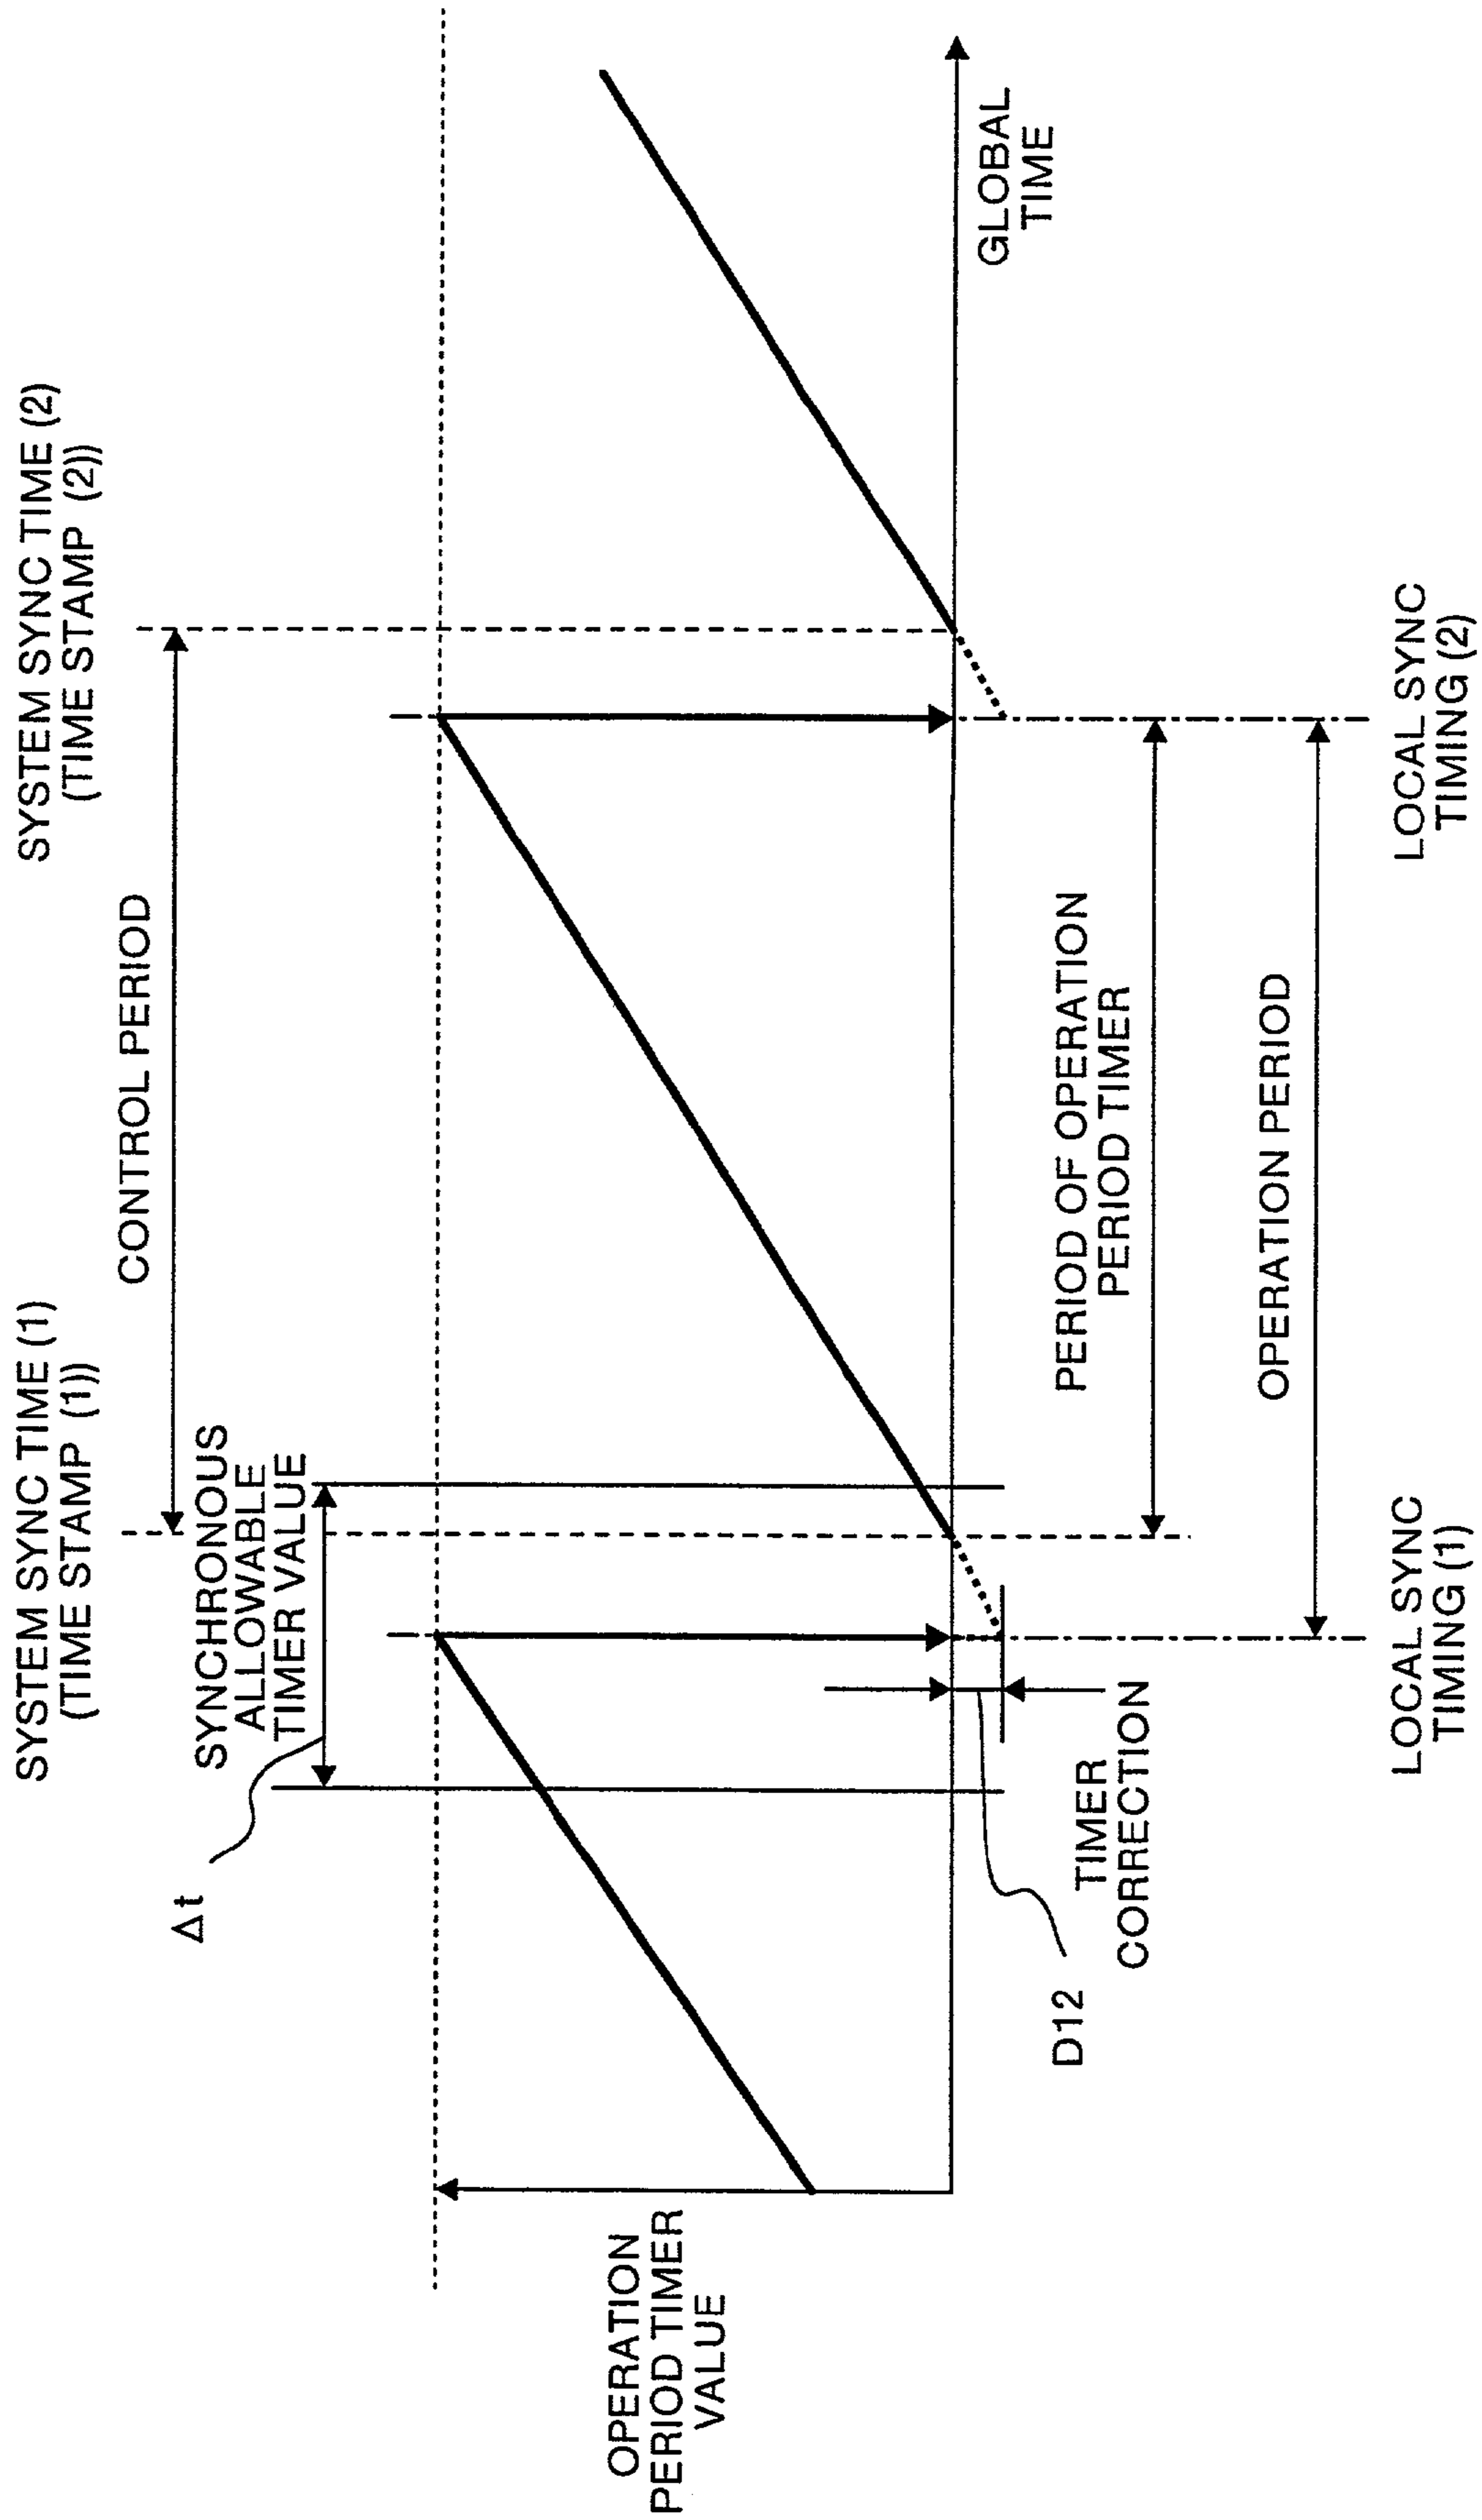 SYSTEM SYNC TIME (1)
(TIME STAMP (1))
SYSTEM SYNC TIME (2)
(TIME STAMP (2))
CONTROL PERIOD
SYNCHRONOUS
ALLOWABLE
TIMER VALUE
Δt
OPERATION
PERIOD TIMER
VALUE
GLOBAL
TIME
D12
TIMER
CORRECTION
PERIOD OF OPERATION
PERIOD TIMER
OPERATION PERIOD
LOCAL SYNC
TIMING (1)
LOCAL SYNC
TIMING (2)